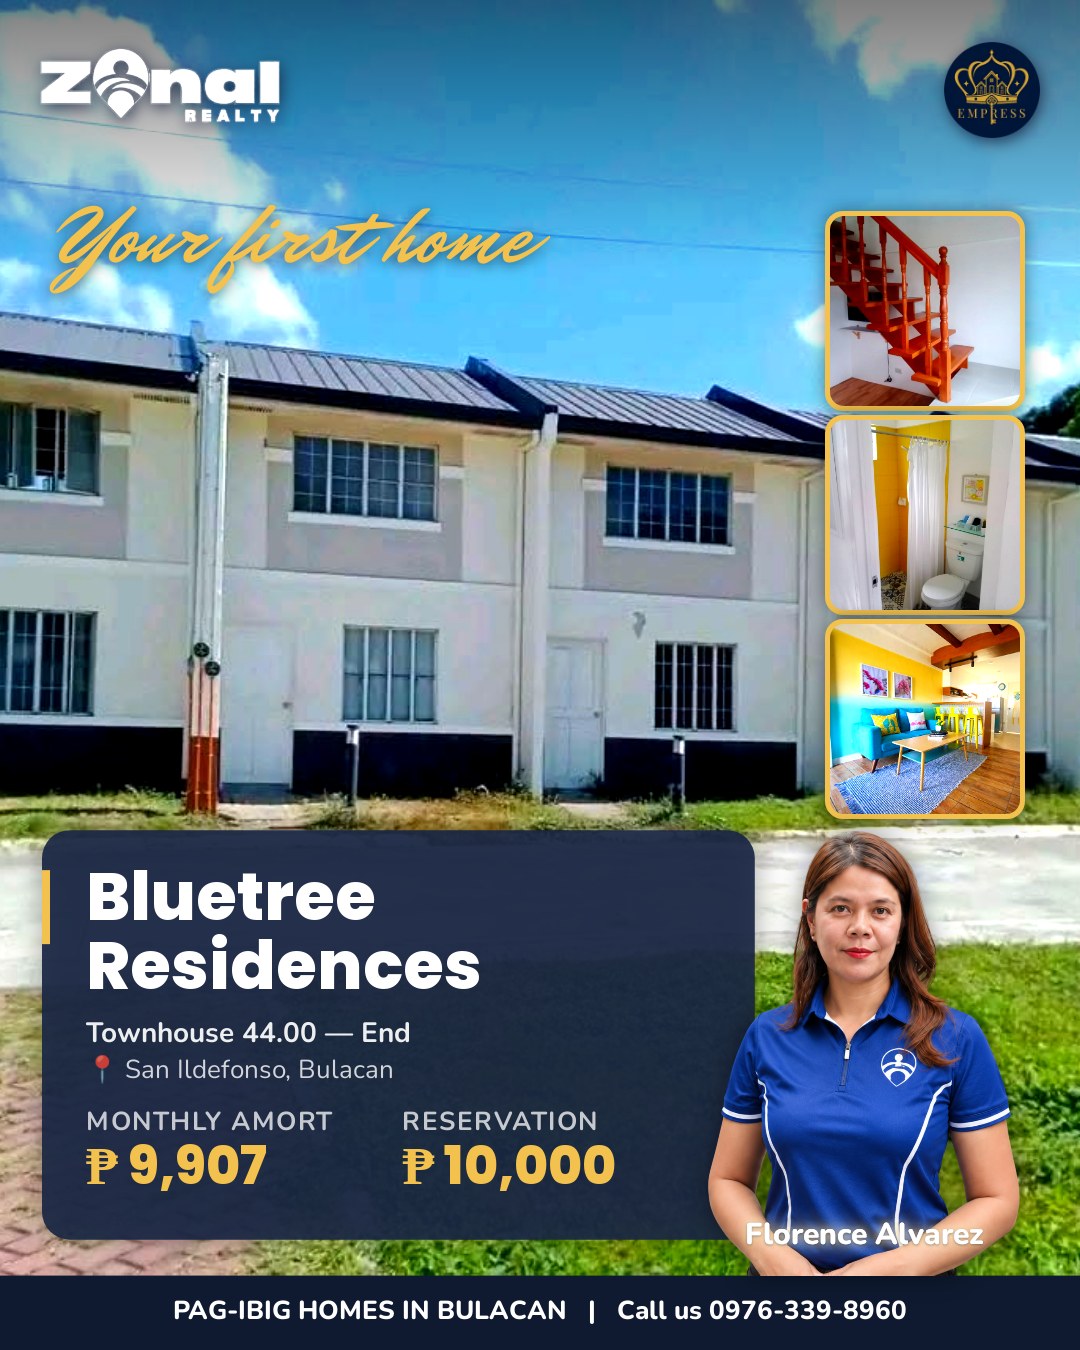 Zonal
REALTY
EMPRESS
Your first home
Bluetree
Residences
Townhouse 44.00 — End
📍 San Ildefonso, Bulacan
MONTHLY AMORT
₱ 9,907
RESERVATION
₱ 10,000
Florence Alvarez
PAG-IBIG HOMES IN BULACAN | Call us 0976-339-8960